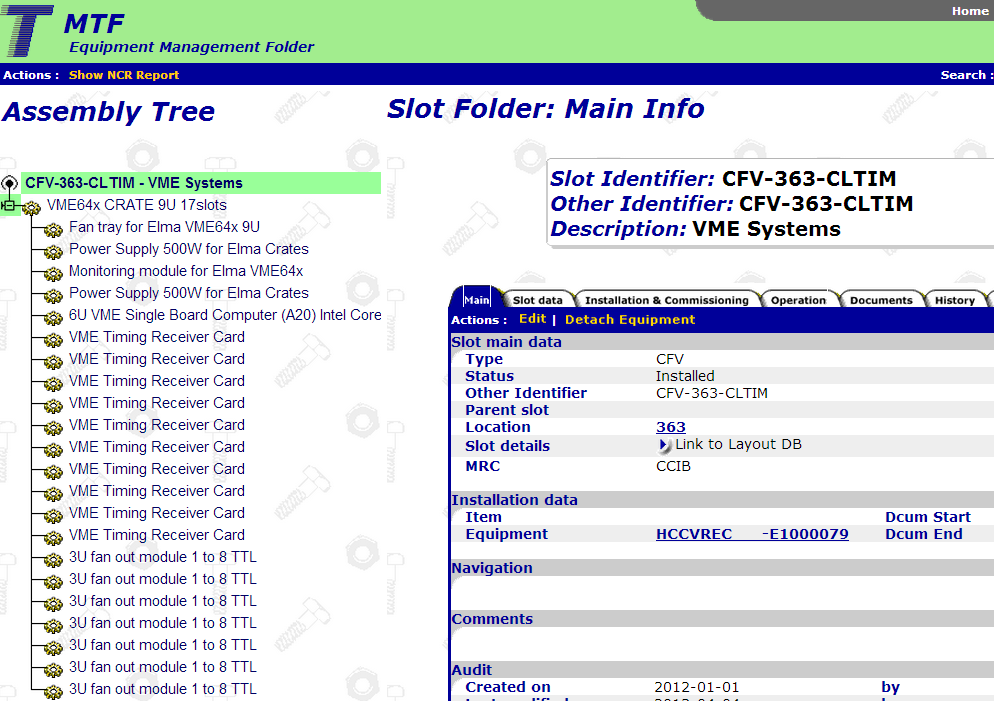 Home
MTF
Equipment Management Folder
Actions : Show NCR Report Search :
Assembly Tree
CFV-363-CLTIM - VME Systems
VME64x CRATE 9U 17slots
Fan tray for Elma VME64x 9U
Power Supply 500W for Elma Crates
Monitoring module for Elma VME64x
Power Supply 500W for Elma Crates
6U VME Single Board Computer (A20) Intel Core
VME Timing Receiver Card
VME Timing Receiver Card
VME Timing Receiver Card
VME Timing Receiver Card
VME Timing Receiver Card
VME Timing Receiver Card
VME Timing Receiver Card
VME Timing Receiver Card
VME Timing Receiver Card
VME Timing Receiver Card
3U fan out module 1 to 8 TTL
3U fan out module 1 to 8 TTL
3U fan out module 1 to 8 TTL
3U fan out module 1 to 8 TTL
3U fan out module 1 to 8 TTL
3U fan out module 1 to 8 TTL
3U fan out module 1 to 8 TTL
Slot Folder: Main Info
Slot Identifier: CFV-363-CLTIM
Other Identifier: CFV-363-CLTIM
Description: VME Systems
Main Slot data Installation & Commissioning Operation Documents History
Actions : Edit | Detach Equipment
Slot main data
Type CFV
Status Installed
Other Identifier CFV-363-CLTIM
Parent slot
Location 363
Slot details Link to Layout DB
MRC CCIB
Installation data
Item Dcum Start
Equipment HCCVREC -E1000079 Dcum End
Navigation
Comments
Audit
Created on 2012-01-01 by